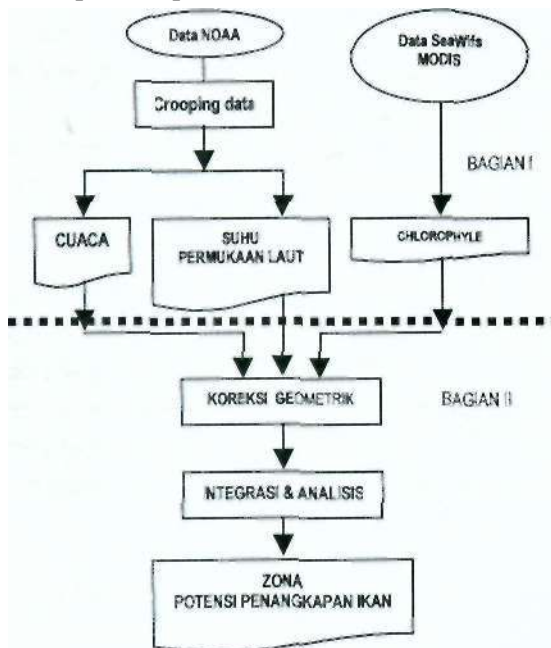 Data NOAA
Data SeaWifs
MODIS
Crooping data
BAGIAN I
CUACA
SUHU
PERMUKAAN LAUT
CHLOROPHYLE
KOREKSI GEOMETRIK
BAGIAN II
INTEGRASI & ANALISIS
ZONA
POTENSI PENANGKAPAN IKAN